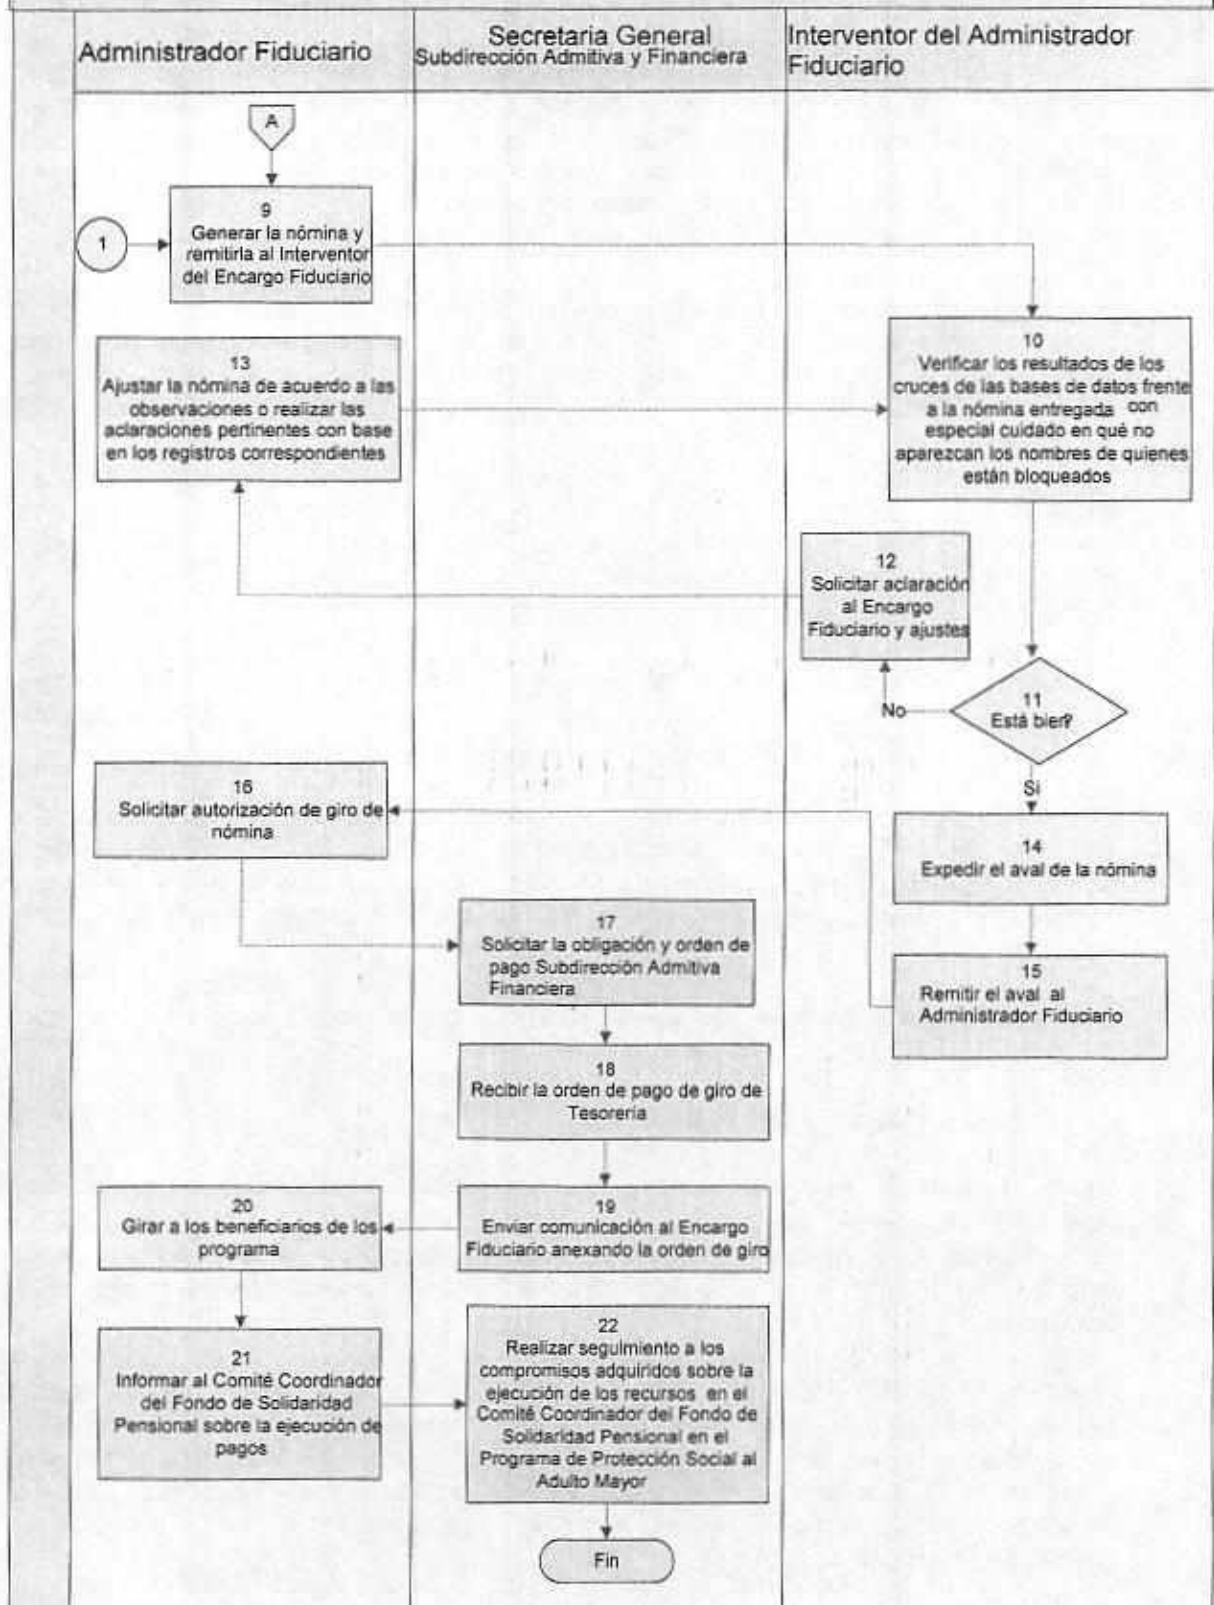 Administrador Fiduciario
Secretaria General
Subdirección Admitiva y Financiera
Interventor del Administrador
Fiduciario
A
1
9
Generar la nómina y
remitirla al Interventor
del Encargo Fiduciario
10
Verificar los resultados de los
cruces de las bases de datos frente
a la nómina entregada con
especial cuidado en qué no
aparezcan los nombres de quienes
están bloqueados
13
Ajustar la nómina de acuerdo a las
observaciones o realizar las
aclaraciones pertinentes con base
en los registros correspondientes
12
Solicitar aclaración
al Encargo
Fiduciario y ajustes
11
Está bien?
No
Si
16
Solicitar autorización de giro de
nómina
14
Expedir el aval de la nómina
17
Solicitar la obligación y orden de
pago Subdirección Admitiva
Financiera
15
Remitir el aval al
Administrador Fiduciario
18
Recibir la orden de pago de giro de
Tesorería
19
Enviar comunicación al Encargo
Fiduciario anexando la orden de giro
20
Girar a los beneficiarios de los
programa
21
Informar al Comité Coordinador
del Fondo de Solidaridad
Pensional sobre la ejecución de
pagos
22
Realizar seguimiento a los
compromisos adquiridos sobre la
ejecución de los recursos en el
Comité Coordinador del Fondo de
Solidaridad Pensional en el
Programa de Protección Social al
Adulto Mayor
Fin